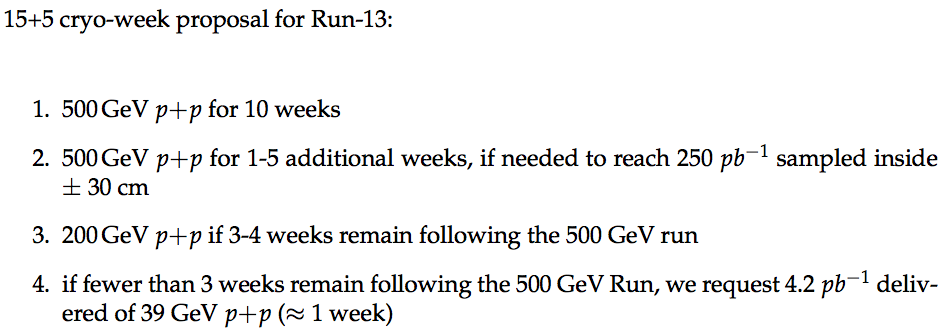 15+5 cryo-week proposal for Run-13:
1. 500 GeV p+p for 10 weeks
2. 500 GeV p+p for 1-5 additional weeks, if needed to reach 250 pb⁻¹ sampled inside
± 30 cm
3. 200 GeV p+p if 3-4 weeks remain following the 500 GeV run
4. if fewer than 3 weeks remain following the 500 GeV Run, we request 4.2 pb⁻¹ deliv-
ered of 39 GeV p+p (≈ 1 week)